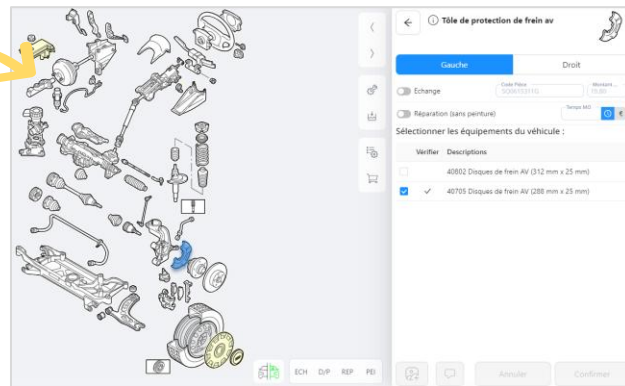 Tôle de protection de frein av
Gauche Droit
Echange
Code Pièce
Montant ...
Réparation (sans peinture)
Temps MO
€
Sélectionner les équipements du véhicule :
Vérifier Descriptions
40602 Disques de frein AV (312 mm x 25 mm)
40705 Disques de frein AV (288 mm x 25 mm)
ECH D/P REP PEI
Annuler Confirmer